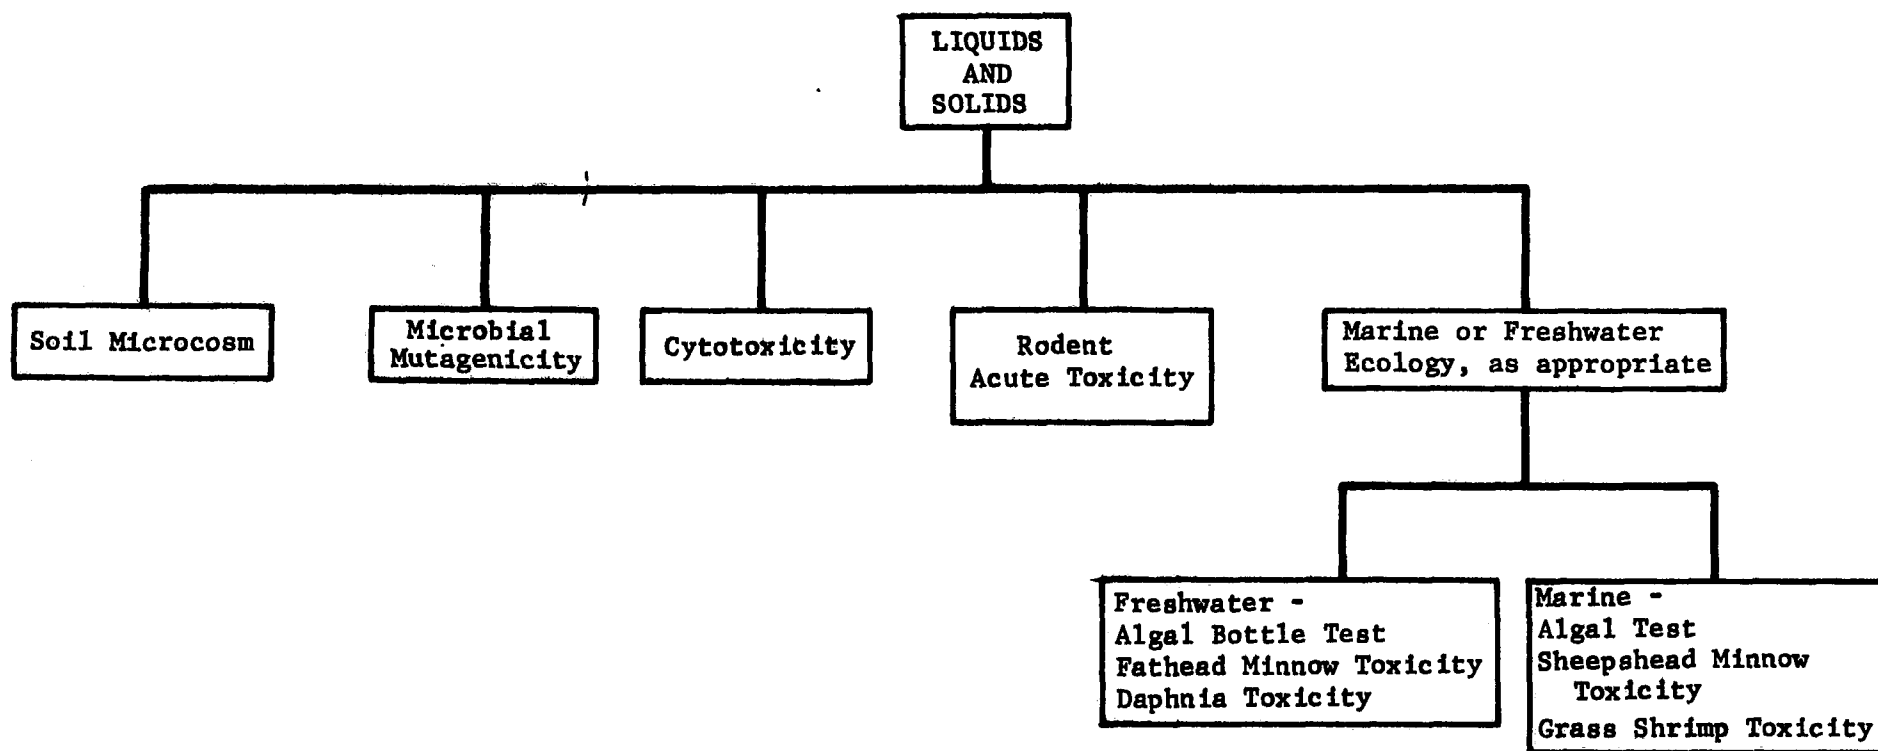 LIQUIDS
AND
SOLIDS
Soil Microcosm
Microbial
Mutagenicity
Cytotoxicity
Rodent
Acute Toxicity
Marine or Freshwater
Ecology, as appropriate
Freshwater -
Algal Bottle Test
Fathead Minnow Toxicity
Daphnia Toxicity
Marine -
Algal Test
Sheepshead Minnow
Toxicity
Grass Shrimp Toxicity